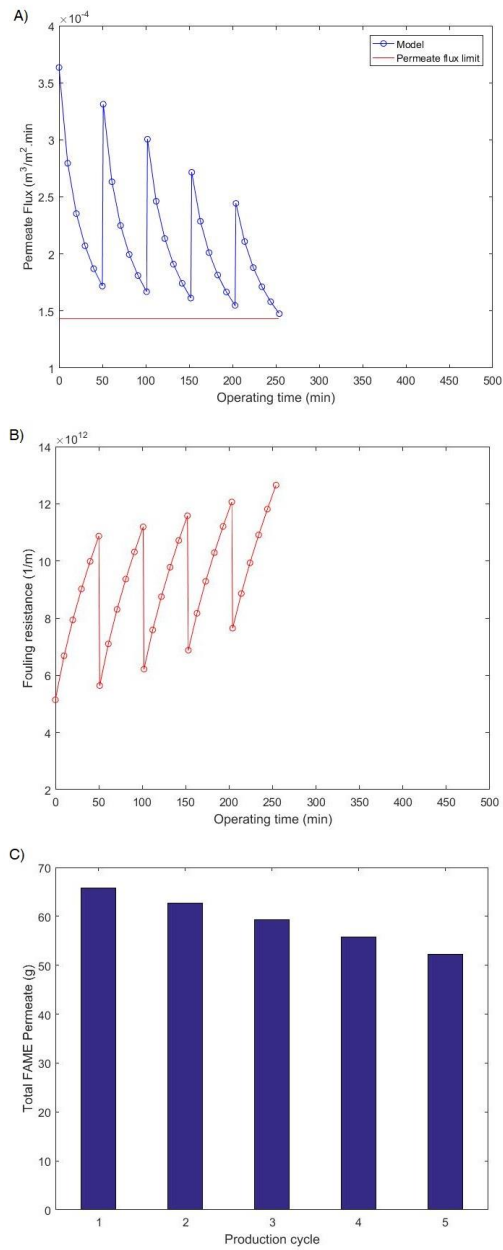 A)
×10⁻⁴
4
3.5
3
2.5
2
1.5
1
Permeate Flux (m³/m².min
Model
Permeate flux limit
0 50 100 150 200 250 300 350 400 450 500
Operating time (min)
B)
×10¹²
14
12
10
8
6
4
2
Fouling resistance (1/m)
0 50 100 150 200 250 300 350 400 450 500
Operating time (min)
C)
70
60
50
40
30
20
10
0
Total FAME Permeate (g)
1 2 3 4 5
Production cycle